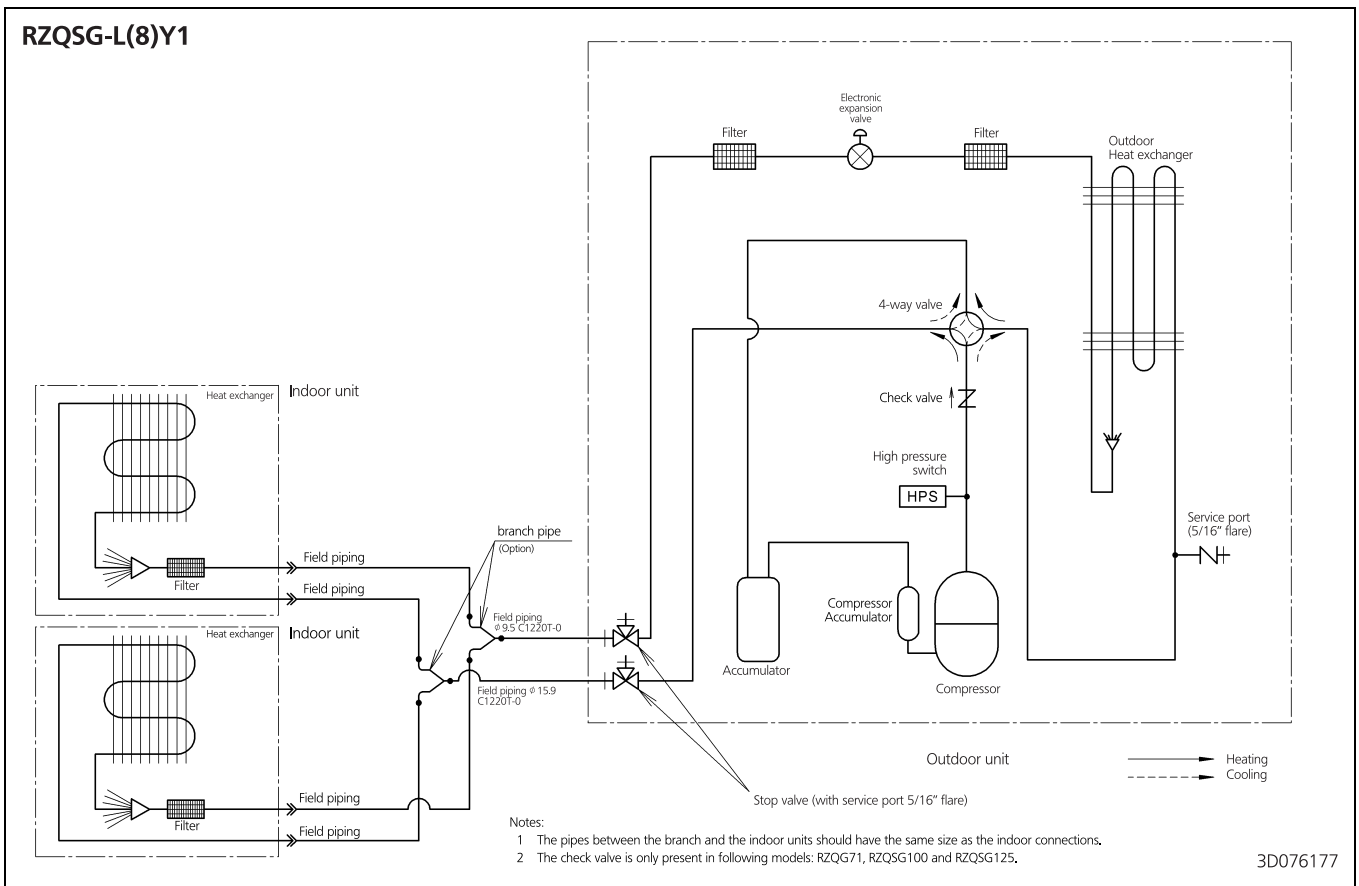 RZQSG-L(8)Y1
Electronic
expansion
valve
Filter
Filter
Outdoor
Heat exchanger
4-way valve
Check valve
High pressure
switch
HPS
Service port
(5/16" flare)
Heat exchanger
Indoor unit
branch pipe
(Option)
Field piping
Filter
Field piping
Field piping
φ 9.5 C1220T-0
Compressor
Accumulator
Heat exchanger
Indoor unit
Accumulator
Compressor
Field piping φ 15.9
C1220T-0
Outdoor unit
Heating
Cooling
Stop valve (with service port 5/16" flare)
Field piping
Filter
Field piping
Notes:
1 The pipes between the branch and the indoor units should have the same size as the indoor connections.
2 The check valve is only present in following models: RZQG71, RZQSG100 and RZQSG125.
3D076177